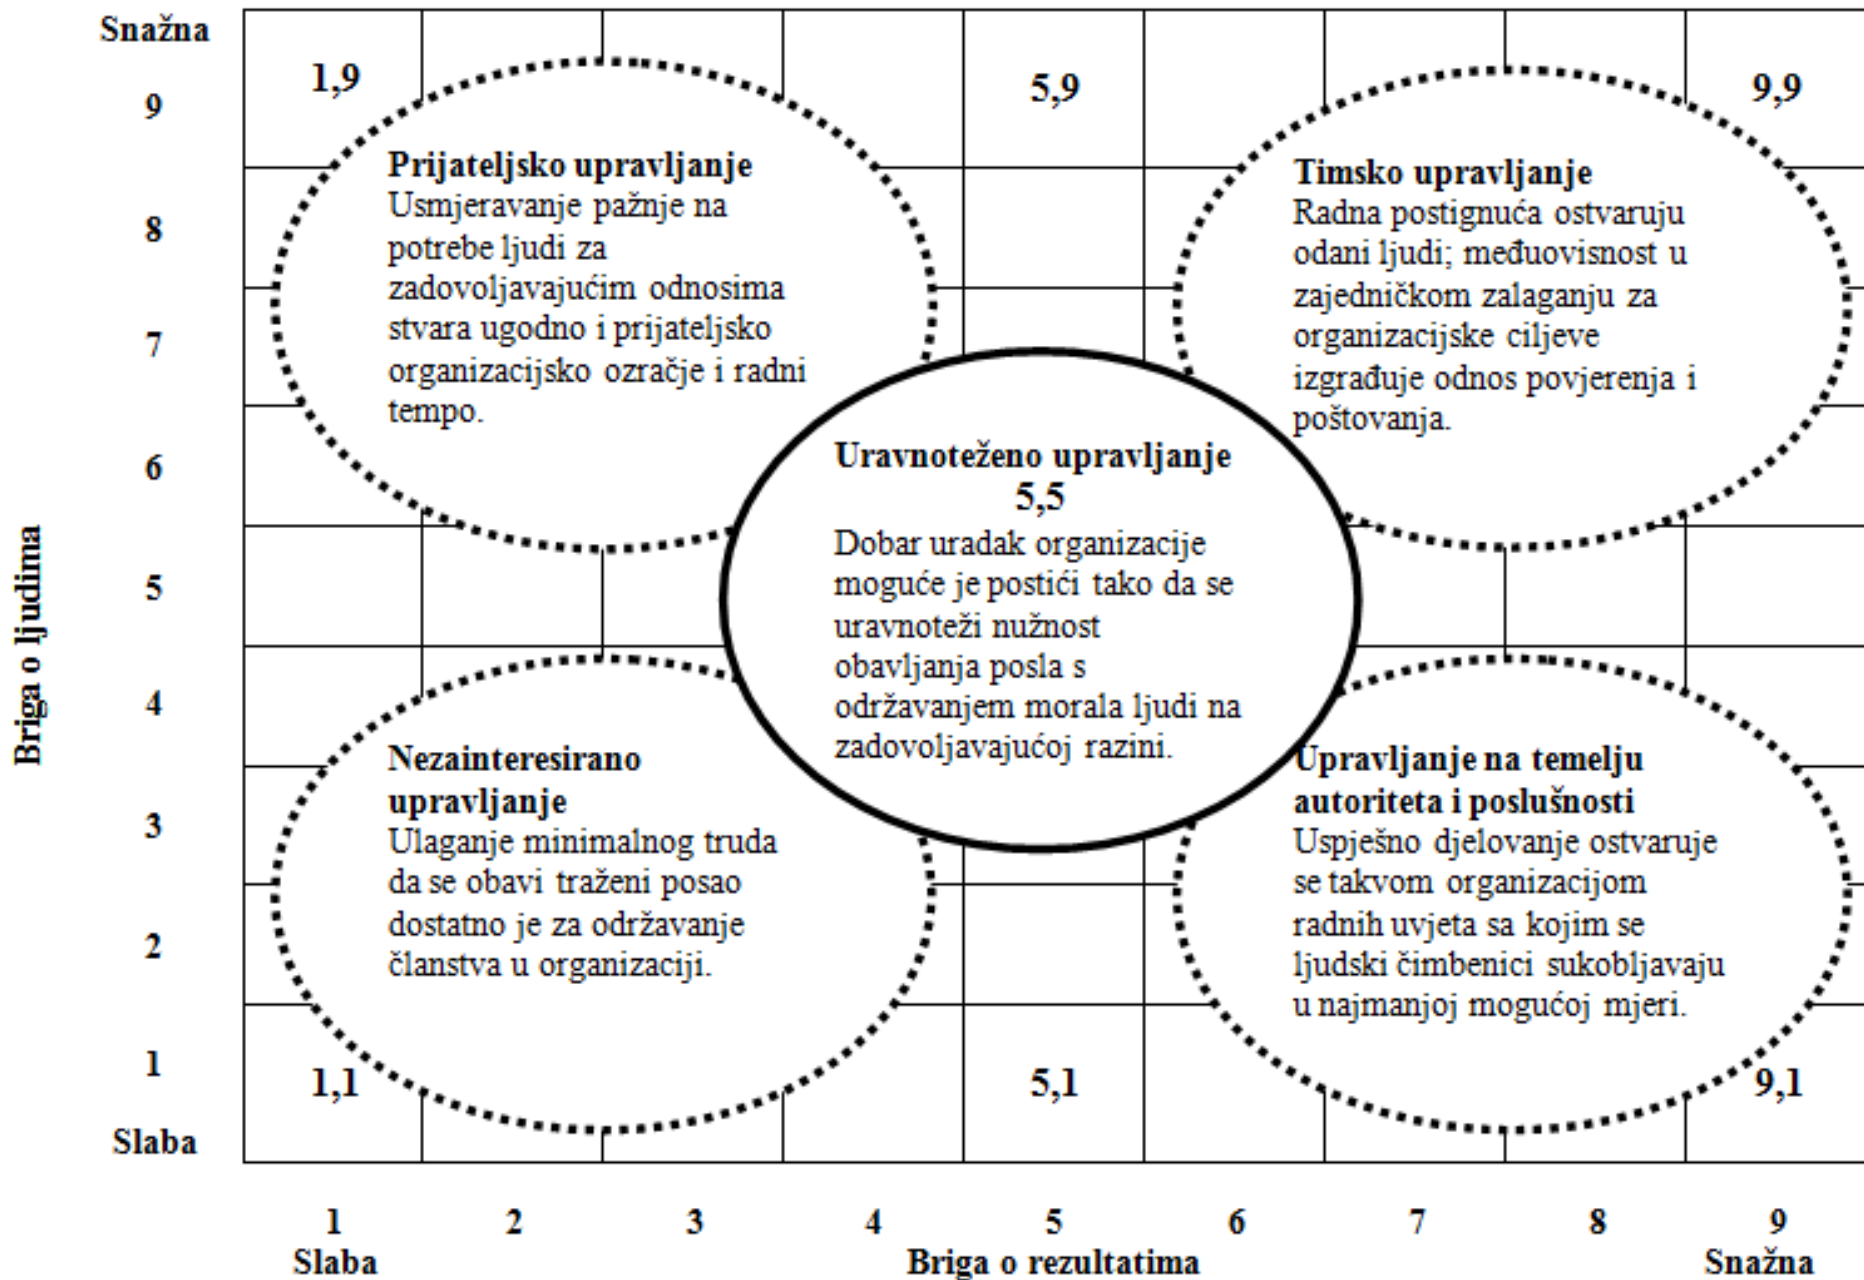 Snažna
1,9
5,9
9,9
9
Prijateljsko upravljanje
Usmjeravanje pažnje na
potrebe ljudi za
zadovoljavajućim odnosima
stvara ugodno i prijateljsko
organizacijsko ozračje i radni
tempo.
Timsko upravljanje
Radna postignuća ostvaruju
odani ljudi; međuovisnost u
zajedničkom zalaganju za
organizacijske ciljeve
izgrađuje odnos povjerenja i
poštovanja.
8
7
6
Uravnoteženo upravljanje
5,5
Dobar uradak organizacije
moguće je postići tako da se
uravnoteži nužnost
obavljanja posla s
održavanjem morala ljudi na
zadovoljavajućoj razini.
Briga o ljudima
5
4
Nezainteresirano
upravljanje
Ulaganje minimalnog truda
da se obavi traženi posao
dostatno je za održavanje
članstva u organizaciji.
Upravljanje na temelju
autoriteta i poslušnosti
Uspješno djelovanje ostvaruje
se takvom organizacijom
radnih uvjeta sa kojim se
ljudski čimbenici sukobljavaju
u najmanjoj mogućoj mjeri.
3
2
1
1,1
5,1
9,1
Slaba
1
2
3
4
5
6
7
8
9
Slaba
Briga o rezultatima
Snažna